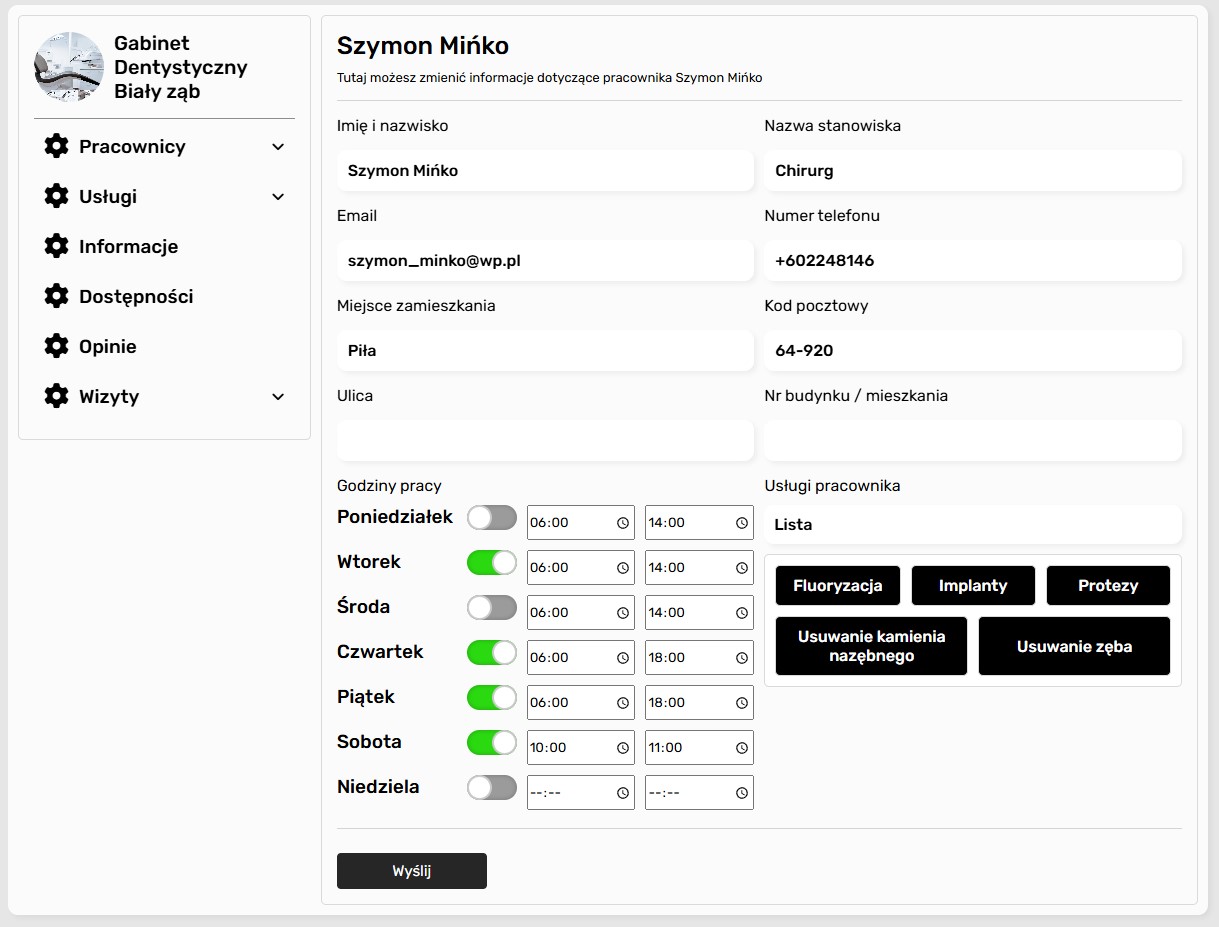 Gabinet
Dentystyczny
Biały ząb
Pracownicy
Usługi
Informacje
Dostępności
Opinie
Wizyty
Szymon Mińko
Tutaj możesz zmienić informacje dotyczące pracownika Szymon Mińko
Imię i nazwisko
Nazwa stanowiska
Szymon Mińko
Chirurg
Email
Numer telefonu
szymon_minko@wp.pl
+602248146
Miejsce zamieszkania
Kod pocztowy
Piła
64-920
Ulica
Nr budynku / mieszkania
Godziny pracy
Poniedziałek 06:00 14:00
Wtorek 06:00 14:00
Środa 06:00 14:00
Czwartek 06:00 18:00
Piątek 06:00 18:00
Sobota 10:00 11:00
Niedziela --:-- --:--
Usługi pracownika
Lista
Fluoryzacja
Implanty
Protezy
Usuwanie kamienia
nazębnego
Usuwanie zęba
Wyślij